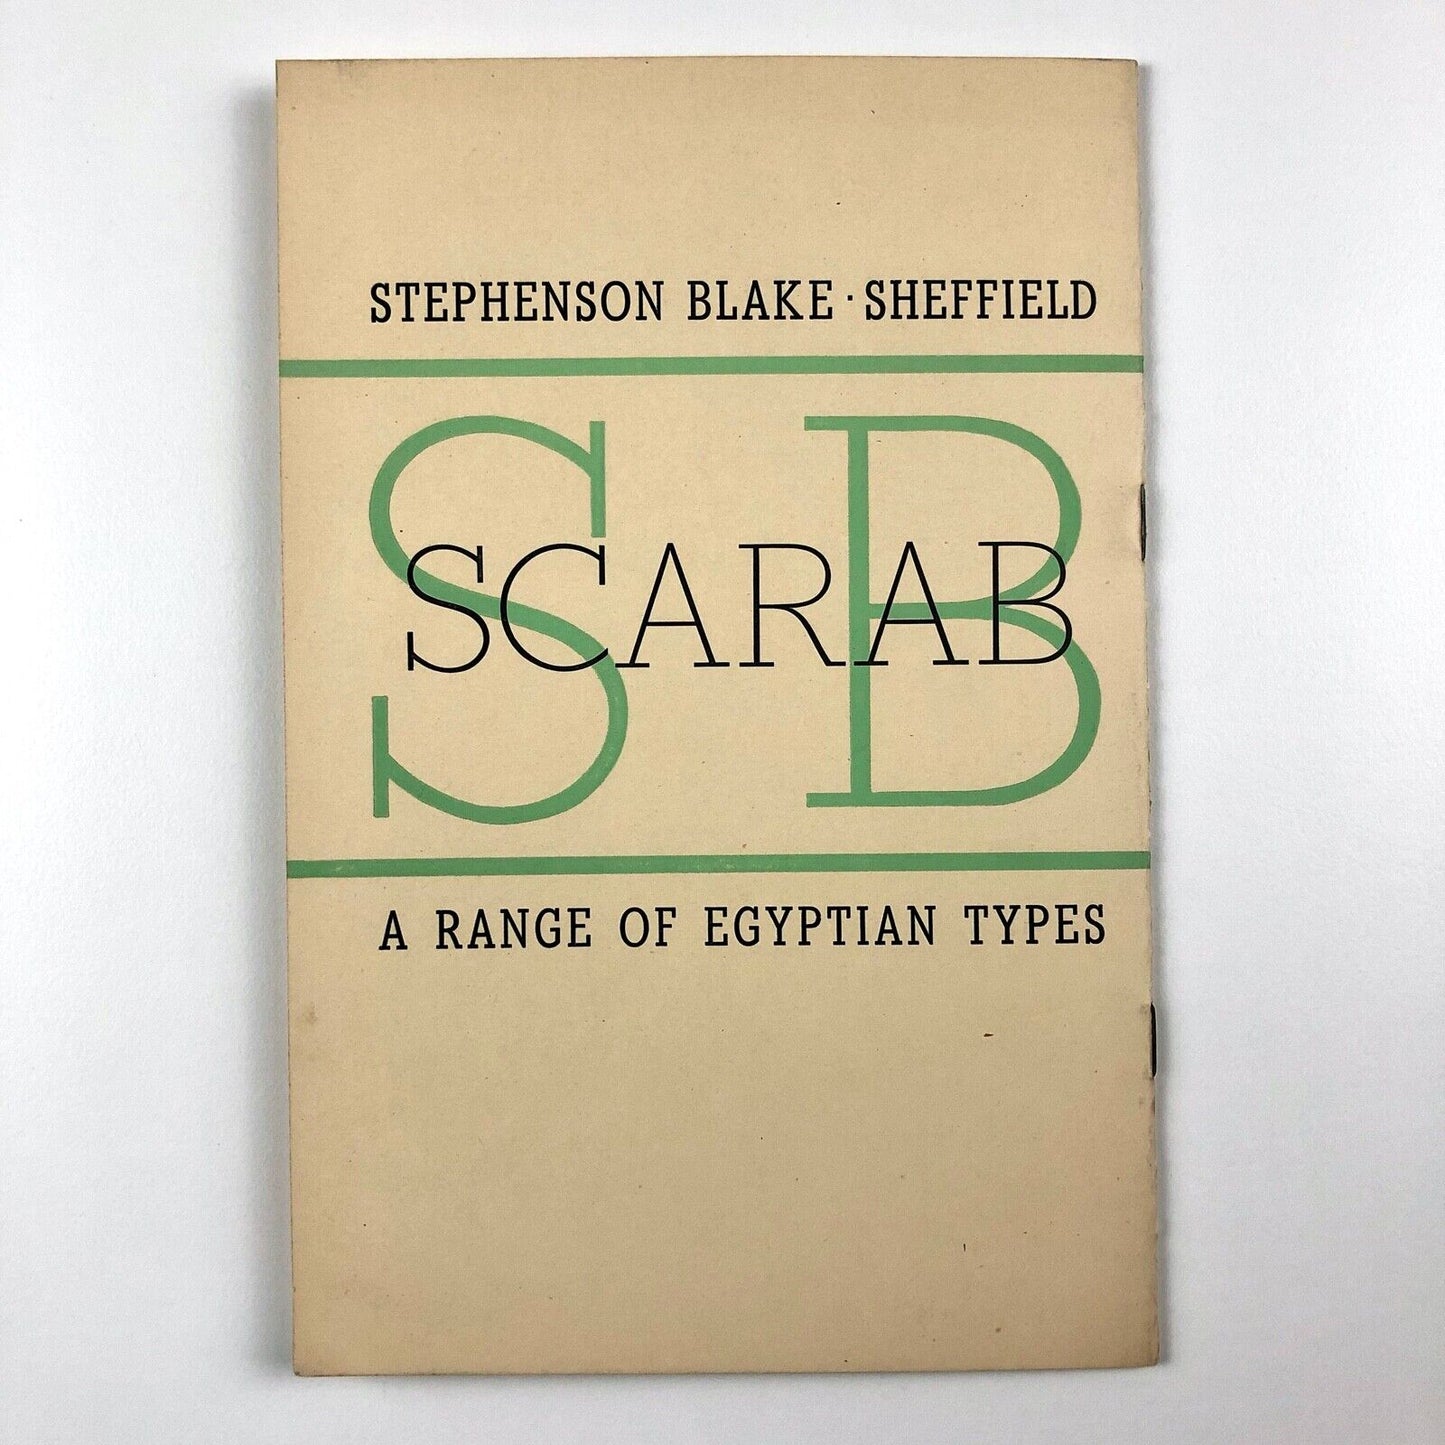 STEPHENSON BLAKE · SHEFFIELD
SB
SCARAB
A RANGE OF EGYPTIAN TYPES